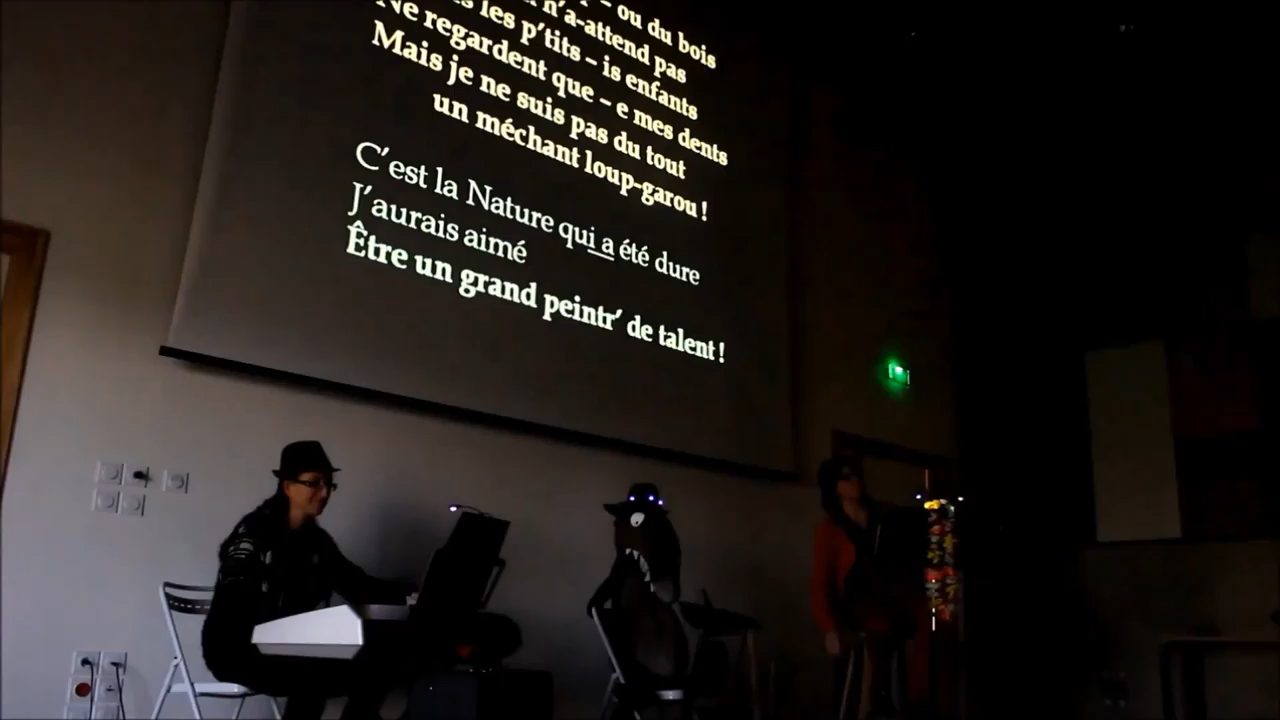 – ou du bois
n'a-attend pas
les p'tits – is enfants
Ne regardent que – e mes dents
Mais je ne suis pas du tout
un méchant loup-garou !
C'est la Nature qui a été dure
J'aurais aimé
Être un grand peintr' de talent !